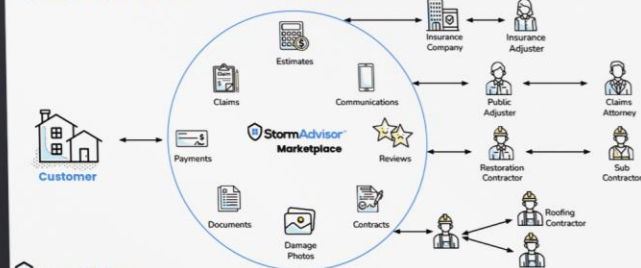 Estimates
Claims
Communications
StormAdvisor
Marketplace
Payments
Reviews
Documents
Contracts
Damage
Photos
Customer
Insurance
Company
Insurance
Adjuster
Public
Adjuster
Claims
Attorney
Restoration
Contractor
Sub
Contractor
Roofing
Contractor
Claim
$
$